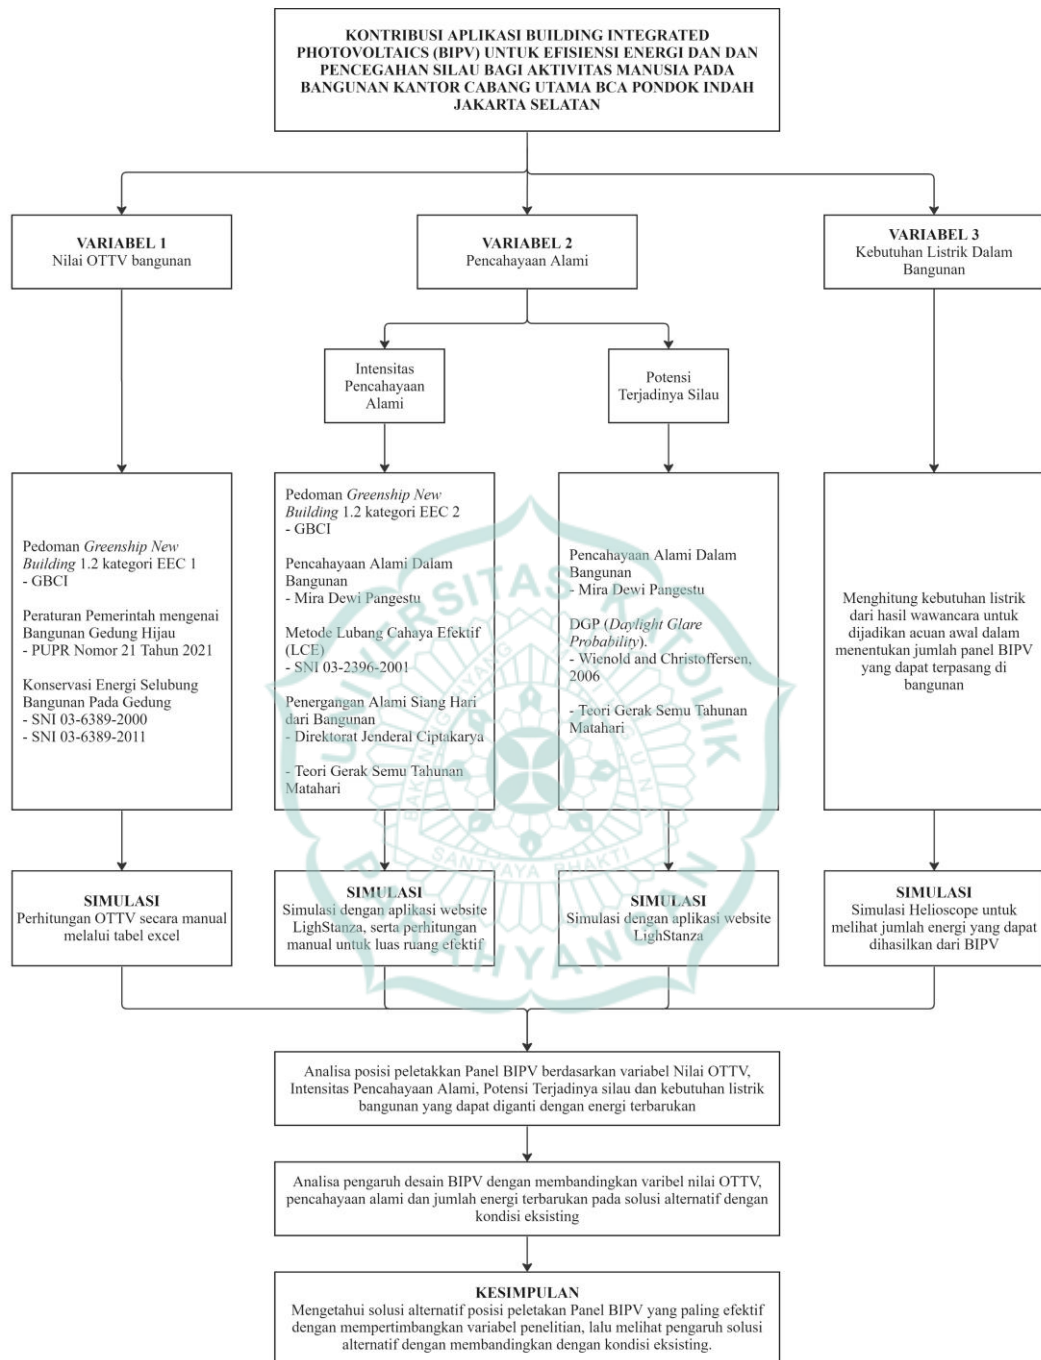 KONTRIBUSI APLIKASI BUILDING INTEGRATED
PHOTOVOLTAICS (BIPV) UNTUK EFISIENSI ENERGI DAN DAN
PENCEGAHAN SILAU BAGI AKTIVITAS MANUSIA PADA
BANGUNAN KANTOR CABANG UTAMA BCA PONDOK INDAH
JAKARTA SELATAN
VARIABEL 1
Nilai OTTV bangunan
VARIABEL 2
Pencahayaan Alami
VARIABEL 3
Kebutuhan Listrik Dalam
Bangunan
Intensitas
Pencahayaan
Alami
Potensi
Terjadinya Silau
Pedoman Greenship New
Building 1.2 kategori EEC 1
- GBCI
Peraturan Pemerintah mengenai
Bangunan Gedung Hijau
- PUPR Nomor 21 Tahun 2021
Konservasi Energi Selubung
Bangunan Pada Gedung
- SNI 03-6389-2000
- SNI 03-6389-2011
Pedoman Greenship New
Building 1.2 kategori EEC 2
- GBCI
Pencahayaan Alami Dalam
Bangunan
- Mira Dewi Pangestu
Metode Lubang Cahaya Efektif
(LCE)
- SNI 03-2396-2001
Penergangan Alami Siang Hari
dari Bangunan
- Direktorat Jenderal Ciptakarya
- Teori Gerak Semu Tahunan
Matahari
Pencahayaan Alami Dalam
Bangunan
- Mira Dewi Pangestu
DGP (Daylight Glare
Probability).
- Wienold and Christoffersen,
2006
- Teori Gerak Semu Tahunan
Matahari
Menghitung kebutuhan listrik
dari hasil wawancara untuk
dijadikan acuan awal dalam
menentukan jumlah panel BIPV
yang dapat terpasang di
bangunan
SIMULASI
Perhitungan OTTV secara manual
melalui tabel excel
SIMULASI
Simulasi dengan aplikasi website
LighStanza, serta perhitungan
manual untuk luas ruang efektif
SIMULASI
Simulasi dengan aplikasi website
LighStanza
SIMULASI
Simulasi Helioscope untuk
melihat jumlah energi yang dapat
dihasilkan dari BIPV
Analisa posisi peletakkan Panel BIPV berdasarkan variabel Nilai OTTV,
Intensitas Pencahayaan Alami, Potensi Terjadinya silau dan kebutuhan listrik
bangunan yang dapat diganti dengan energi terbarukan
Analisa pengaruh desain BIPV dengan membandingkan varibel nilai OTTV,
pencahayaan alami dan jumlah energi terbarukan pada solusi alternatif dengan
kondisi eksisting
KESIMPULAN
Mengetahui solusi alternatif posisi peletakan Panel BIPV yang paling efektif
dengan mempertimbangkan variabel penelitian, lalu melihat pengaruh solusi
alternatif dengan membandingkan dengan kondisi eksisting.
UNIVERSITAS KATOLIK
PARAHYANGAN
BAKUNING HYANG MRIH GUNA
SANTYAYA BHAKTI